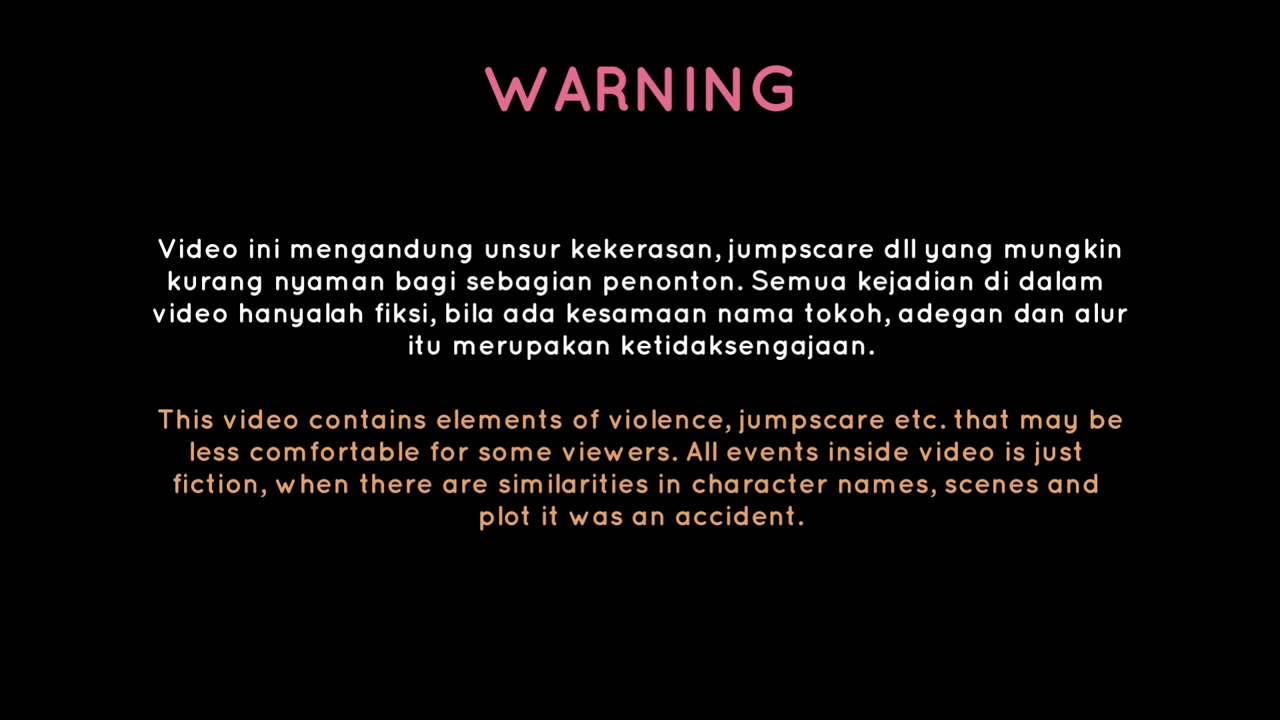 WARNING
Video ini mengandung unsur kekerasan, jumpscare dll yang mungkin
kurang nyaman bagi sebagian penonton. Semua kejadian di dalam
video hanyalah fiksi, bila ada kesamaan nama tokoh, adegan dan alur
itu merupakan ketidaksengajaan.
This video contains elements of violence, jumpscare etc. that may be
less comfortable for some viewers. All events inside video is just
fiction, when there are similarities in character names, scenes and
plot it was an accident.